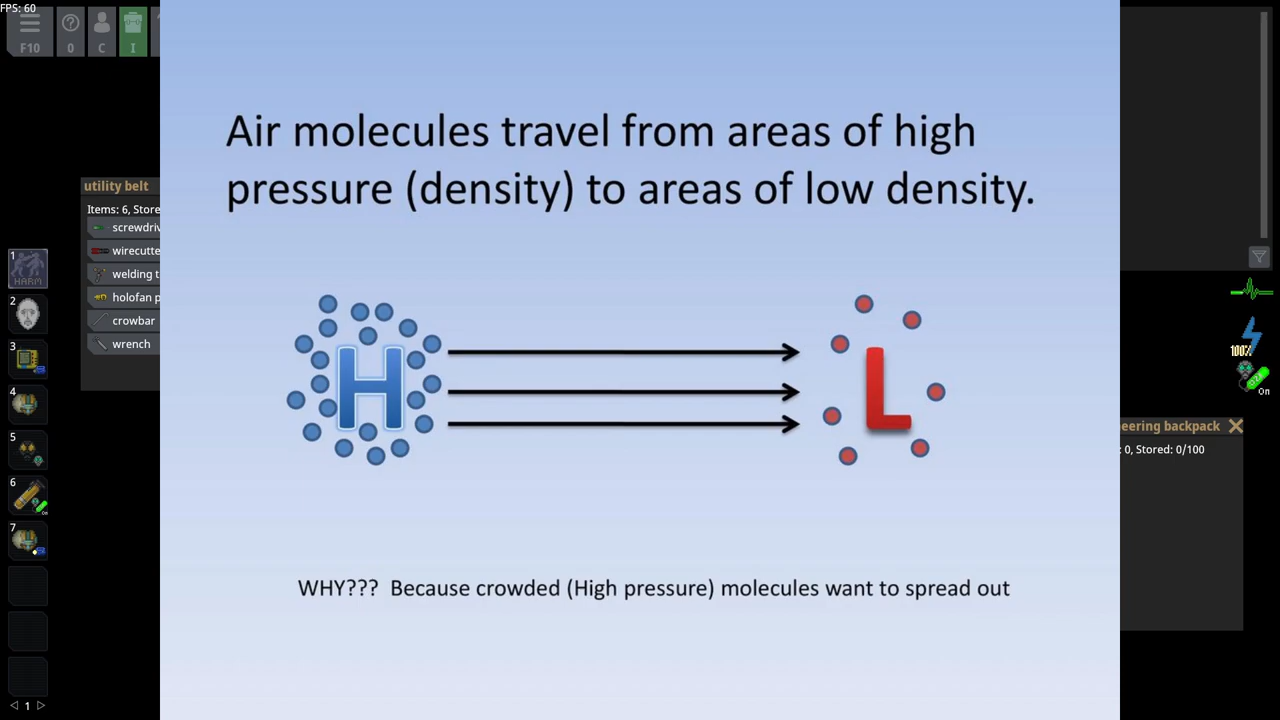 FPS: 60
F10
0
C
I
Air molecules travel from areas of high
pressure (density) to areas of low density.
utility belt
Items: 6, Store
screwdriv
wirecutte
welding t
holofan p
crowbar
wrench
1
HARM
2
3
4
5
6
On
7
1
H
L
WHY??? Because crowded (High pressure) molecules want to spread out
100%
On
eering backpack
: 0, Stored: 0/100